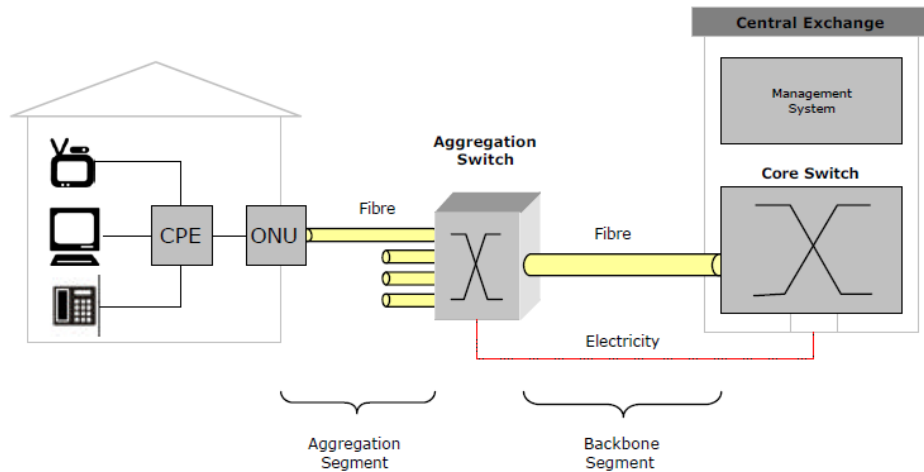 Central Exchange
Management
System
Aggregation
Switch
Core Switch
Fibre
CPE
ONU
Fibre
Electricity
Aggregation
Segment
Backbone
Segment